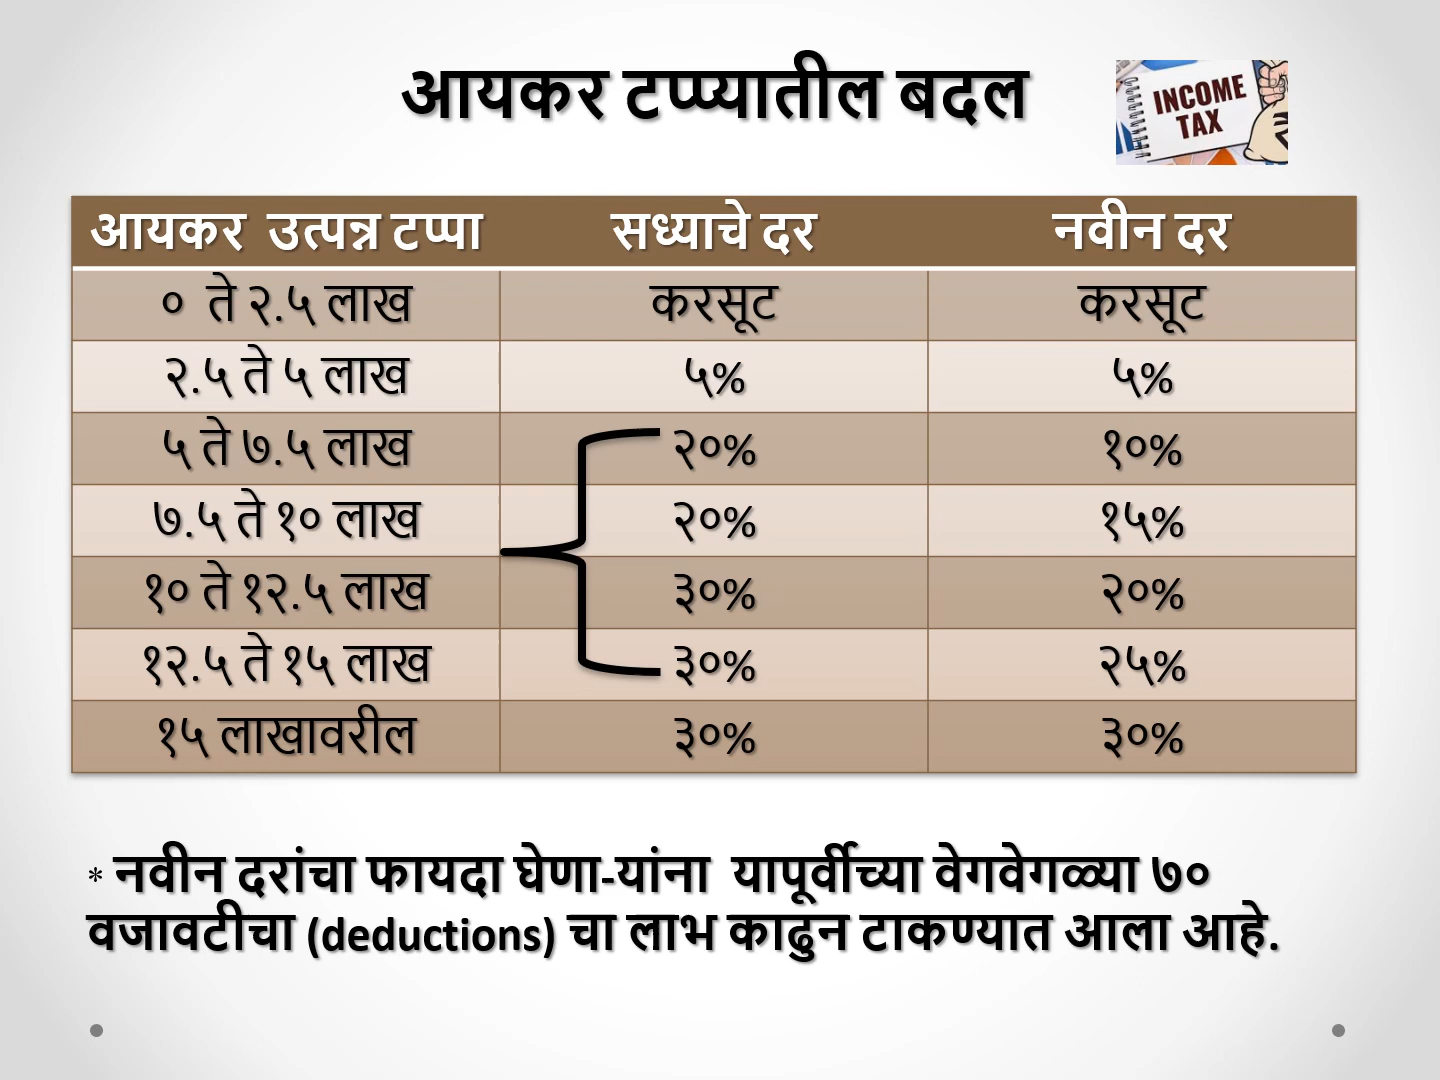 आयकर टप्प्यातील बदल
INCOME
TAX
आयकर उत्पन्न टप्पा सध्याचे दर नवीन दर
० ते २.५ लाख करसूट करसूट
२.५ ते ५ लाख ५% ५%
५ ते ७.५ लाख २०% १०%
७.५ ते १० लाख २०% १५%
१० ते १२.५ लाख ३०% २०%
१२.५ ते १५ लाख ३०% २५%
१५ लाखावरील ३०% ३०%
* नवीन दरांचा फायदा घेणा-यांना यापूर्वीच्या वेगवेगळ्या ७०
वजावटीचा (deductions) चा लाभ काढुन टाकण्यात आला आहे.